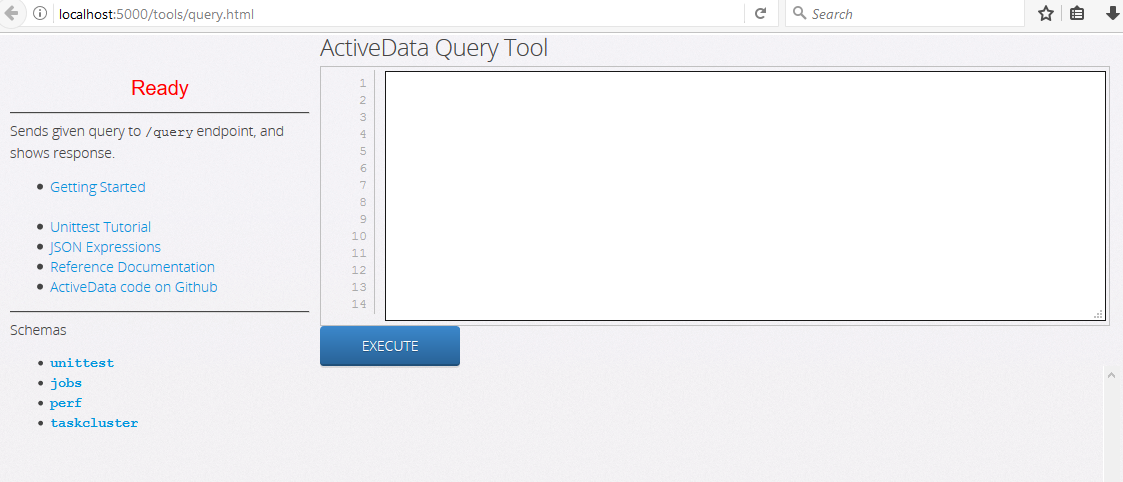 localhost:5000/tools/query.html
Search
ActiveData Query Tool
Ready
Sends given query to /query endpoint, and
shows response.
Getting Started
Unittest Tutorial
JSON Expressions
Reference Documentation
ActiveData code on Github
Schemas
unittest
jobs
perf
taskcluster
1
2
3
4
5
6
7
8
9
10
11
12
13
14
EXECUTE